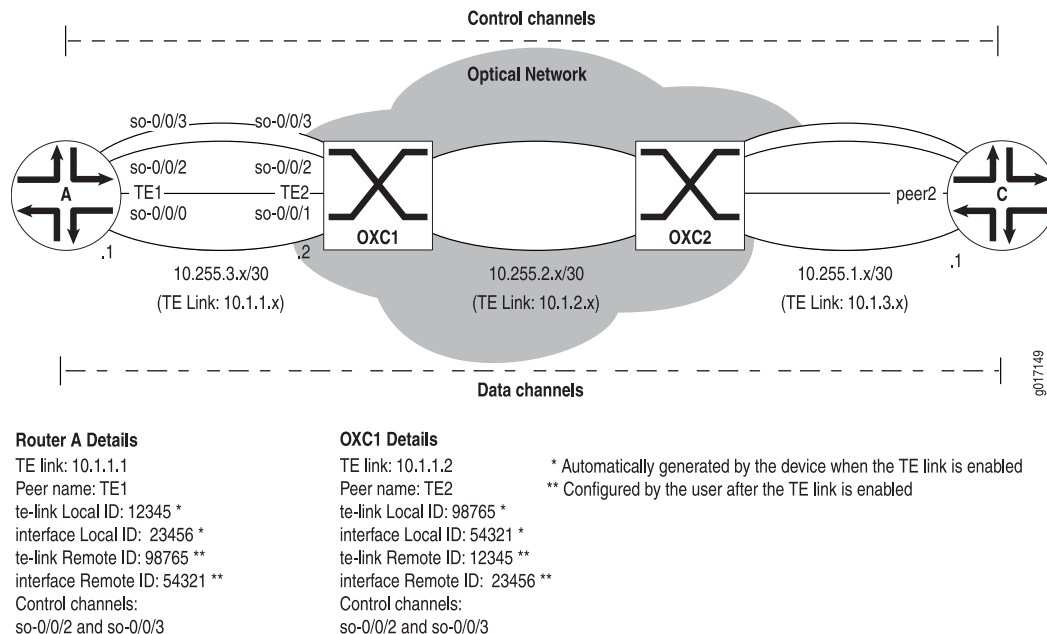 Control channels
Optical Network
so-0/0/3 so-0/0/3
so-0/0/2 so-0/0/2
A TE1 TE2 peer2 C
so-0/0/0 so-0/0/1
OXC1 OXC2
.1 .2 .1
10.255.3.x/30 10.255.2.x/30 10.255.1.x/30
(TE Link: 10.1.1.x) (TE Link: 10.1.2.x) (TE Link: 10.1.3.x)
Data channels
g017149
Router A Details
TE link: 10.1.1.1
Peer name: TE1
te-link Local ID: 12345 *
interface Local ID: 23456 *
te-link Remote ID: 98765 **
interface Remote ID: 54321 **
Control channels:
so-0/0/2 and so-0/0/3
OXC1 Details
TE link: 10.1.1.2
Peer name: TE2
te-link Local ID: 98765 *
interface Local ID: 54321 *
te-link Remote ID: 12345 **
interface Remote ID: 23456 **
Control channels:
so-0/0/2 and so-0/0/3
* Automatically generated by the device when the TE link is enabled
** Configured by the user after the TE link is enabled